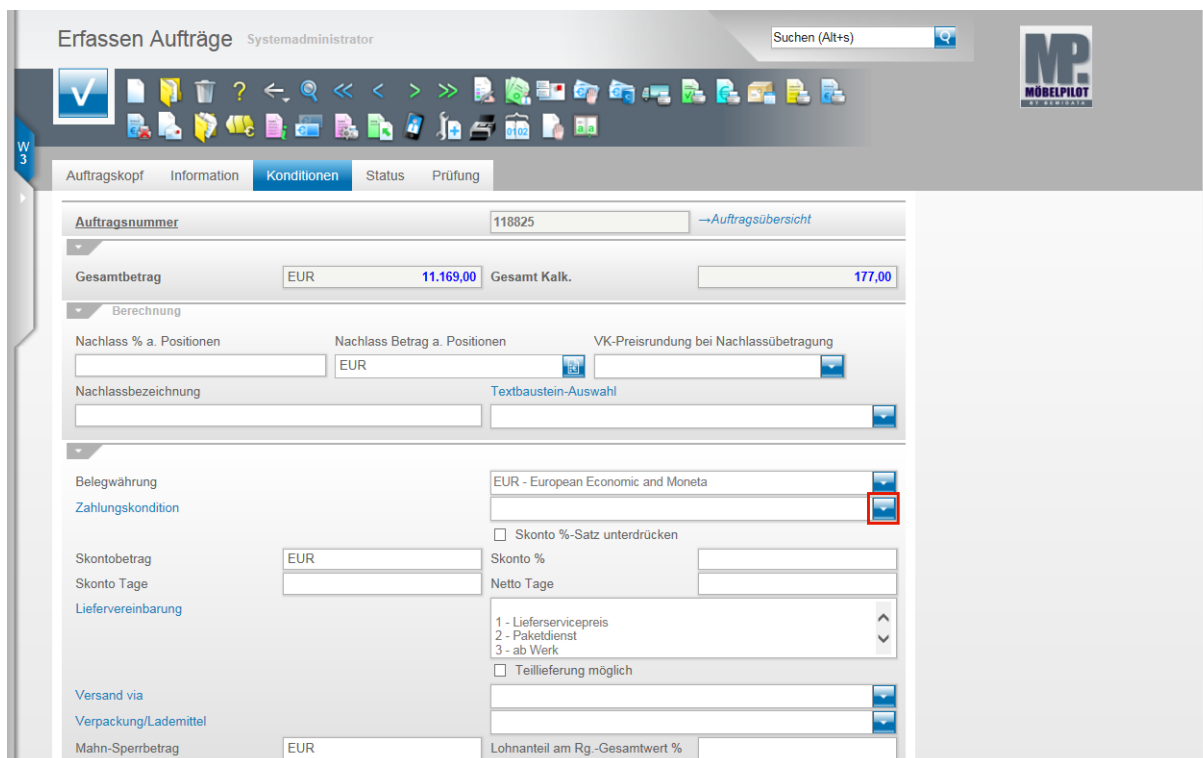 Erfassen Aufträge Systemadministrator
Suchen (Alt+s)
MP.
MÖBELPILOT
W
3
Auftragskopf Information Konditionen Status Prüfung
Auftragsnummer 118825 →Auftragsübersicht
Gesamtbetrag EUR 11.169,00 Gesamt Kalk. 177,00
Berechnung
Nachlass % a. Positionen Nachlass Betrag a. Positionen VK-Preisrundung bei Nachlassübetragung
EUR
Nachlassbezeichnung Textbaustein-Auswahl
Belegwährung EUR - European Economic and Moneta
Zahlungskondition
Skonto %-Satz unterdrücken
Skontobetrag EUR Skonto %
Skonto Tage Netto Tage
Liefervereinbarung
1 - Lieferservicepreis
2 - Paketdienst
3 - ab Werk
Teillieferung möglich
Versand via
Verpackung/Lademittel
Mahn-Sperrbetrag EUR Lohnanteil am Rg.-Gesamtwert %